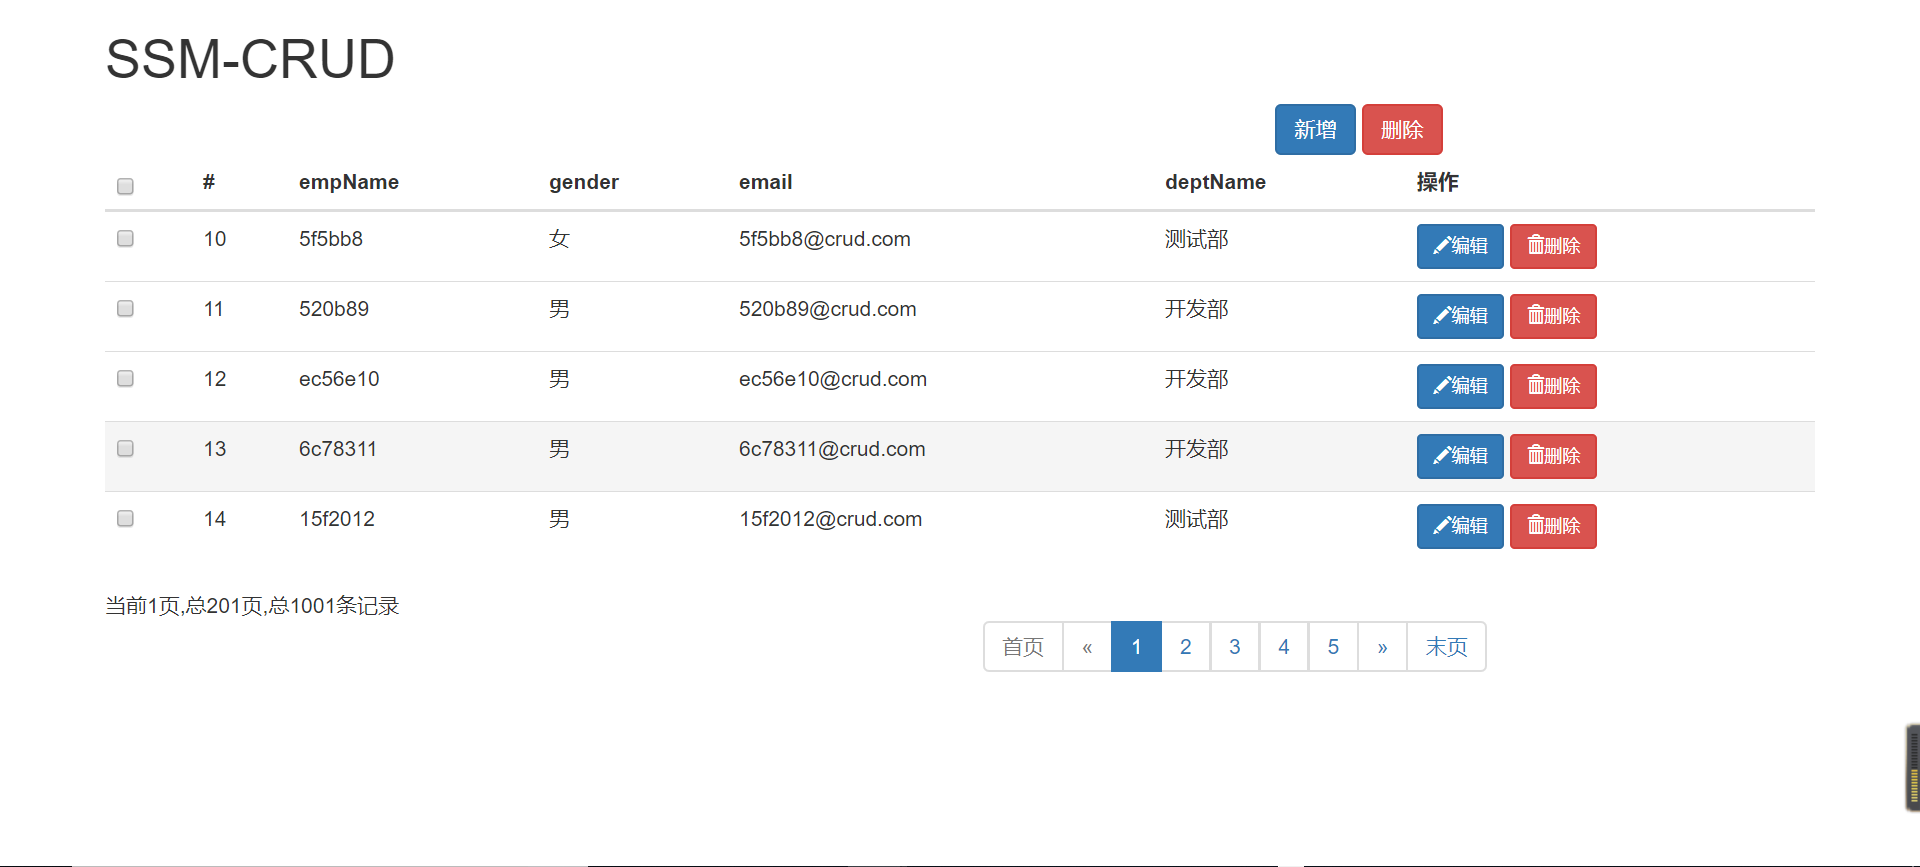 SSM-CRUD
新增 删除
# empName gender email deptName 操作
10 5f5bb8 女 5f5bb8@crud.com 测试部 编辑 删除
11 520b89 男 520b89@crud.com 开发部 编辑 删除
12 ec56e10 男 ec56e10@crud.com 开发部 编辑 删除
13 6c78311 男 6c78311@crud.com 开发部 编辑 删除
14 15f2012 男 15f2012@crud.com 测试部 编辑 删除
当前1页,总201页,总1001条记录
首页 « 1 2 3 4 5 » 末页